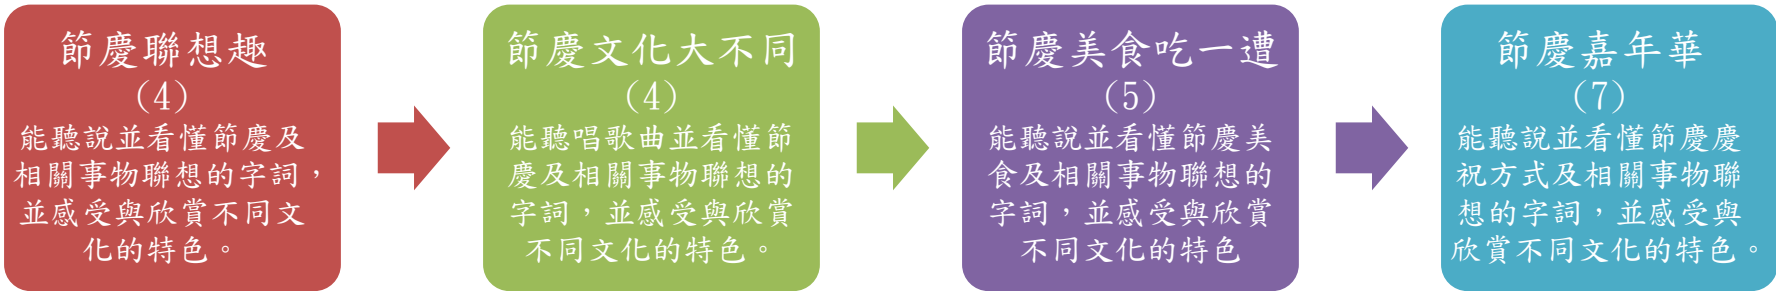 節慶聯想趣
(4)
能聽說並看懂節慶及
相關事物聯想的字詞，
並感受與欣賞不同文
化的特色。
節慶文化大不同
(4)
能聽唱歌曲並看懂節
慶及相關事物聯想的
字詞，並感受與欣賞
不同文化的特色。
節慶美食吃一遭
(5)
能聽說並看懂節慶美
食及相關事物聯想的
字詞，並感受與欣賞
不同文化的特色
節慶嘉年華
(7)
能聽說並看懂節慶慶
祝方式及相關事物聯
想的字詞，並感受與
欣賞不同文化的特色。